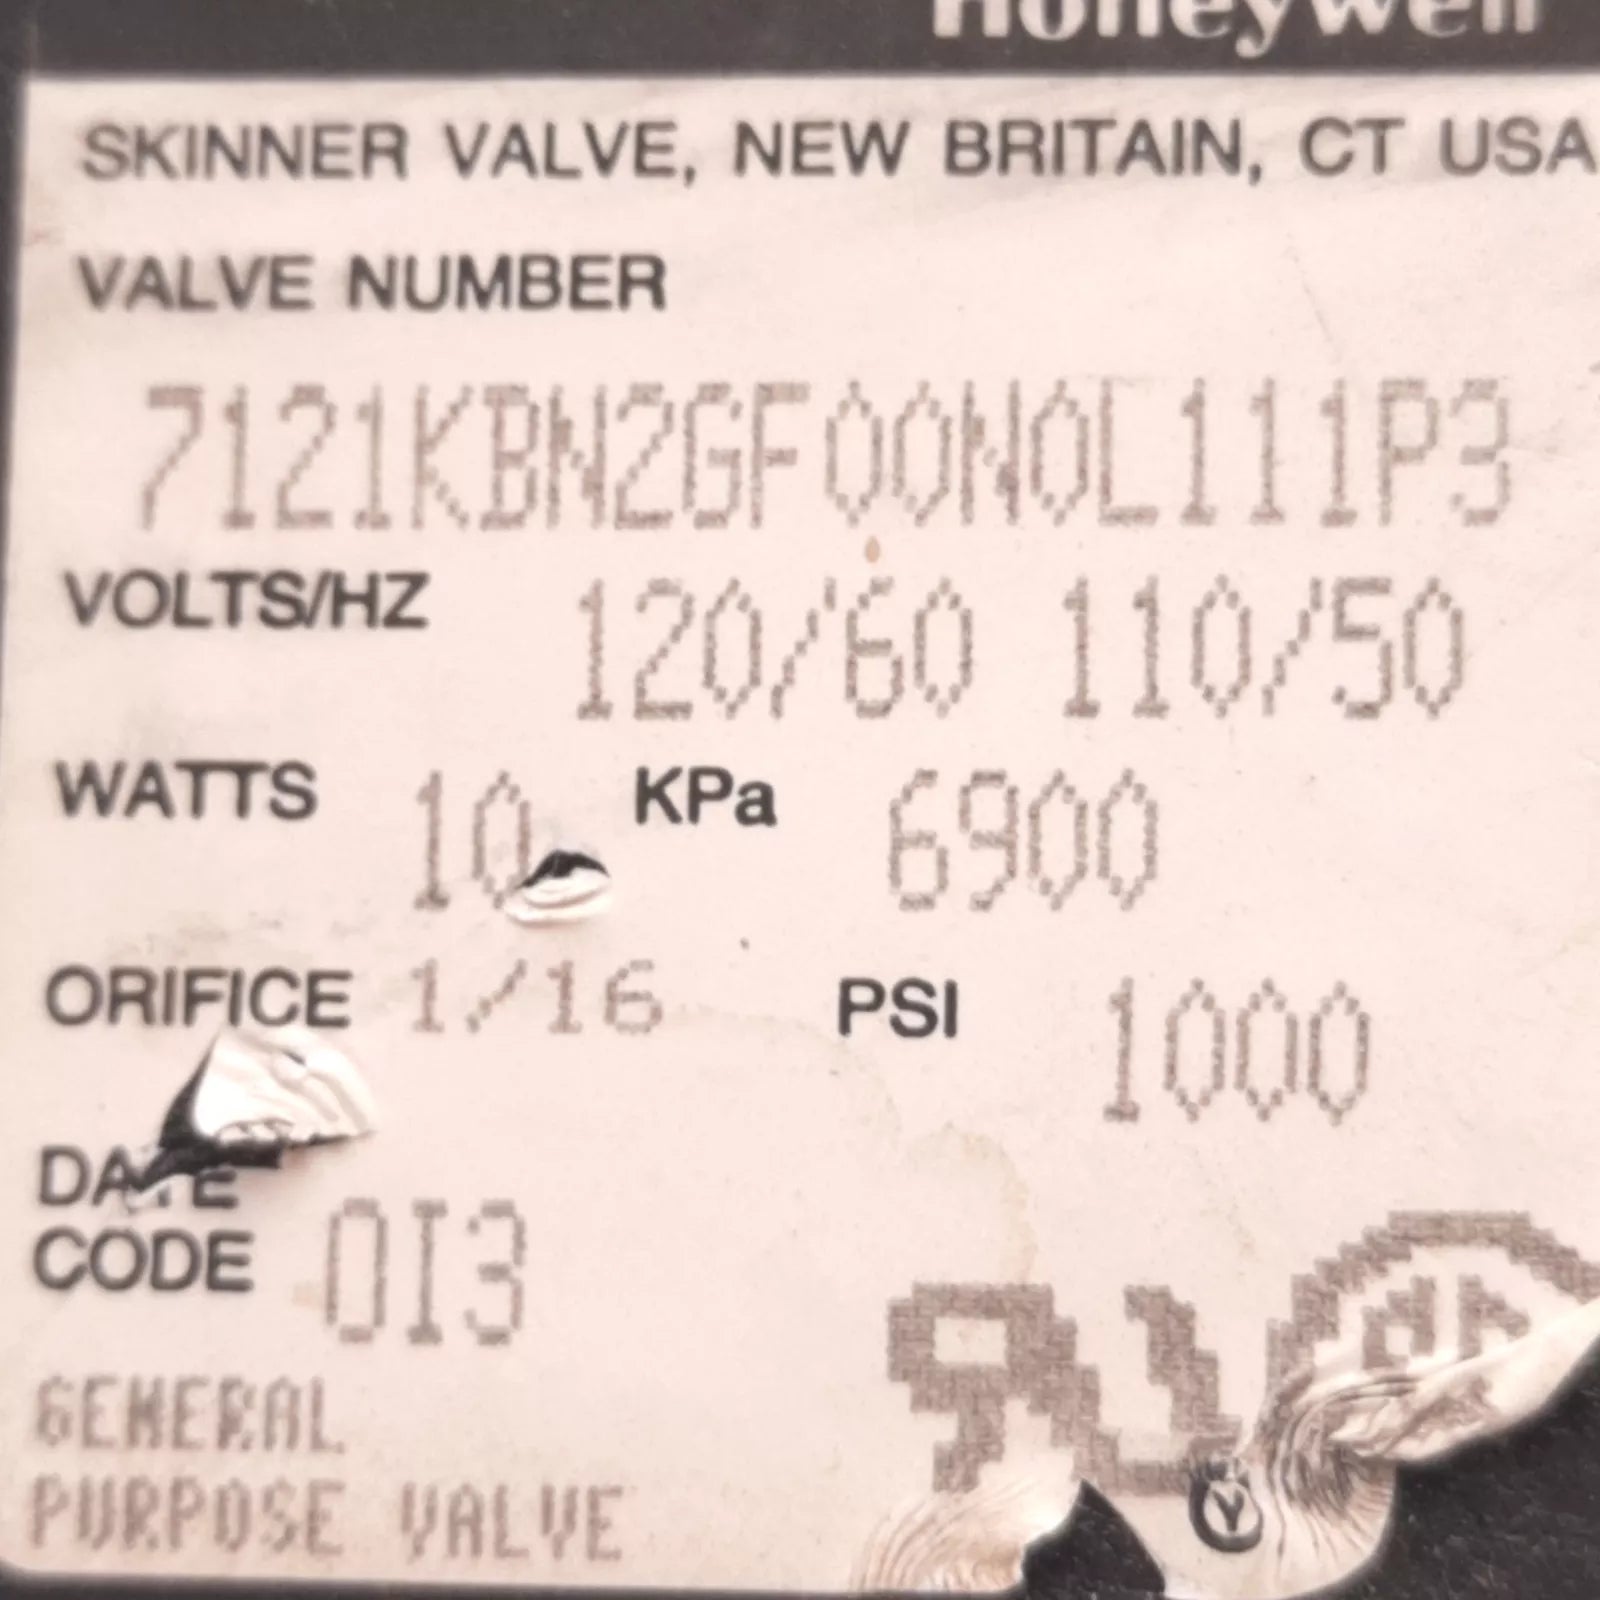 Honeywell
SKINNER VALVE, NEW BRITAIN, CT USA
VALVE NUMBER
7121KBN2GF00N0L111P3
VOLTS/HZ 120/60 110/50
WATTS 10 KPa 6900
ORIFICE 1/16 PSI 1000
DATE
CODE OI3
GENERAL
PURPOSE VALVE